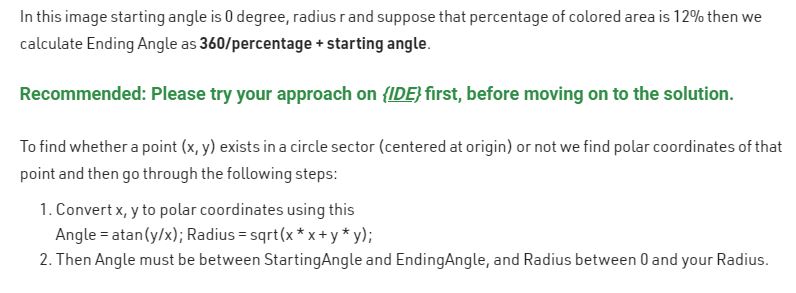 In this image starting angle is 0 degree, radius r and suppose that percentage of colored area is 12% then we
calculate Ending Angle as 360/percentage + starting angle.
Recommended: Please try your approach on {IDE} first, before moving on to the solution.
To find whether a point (x, y) exists in a circle sector (centered at origin) or not we find polar coordinates of that
point and then go through the following steps:
1. Convert x, y to polar coordinates using this
Angle = atan(y/x); Radius = sqrt(x * x + y * y);
2. Then Angle must be between StartingAngle and EndingAngle, and Radius between 0 and your Radius.